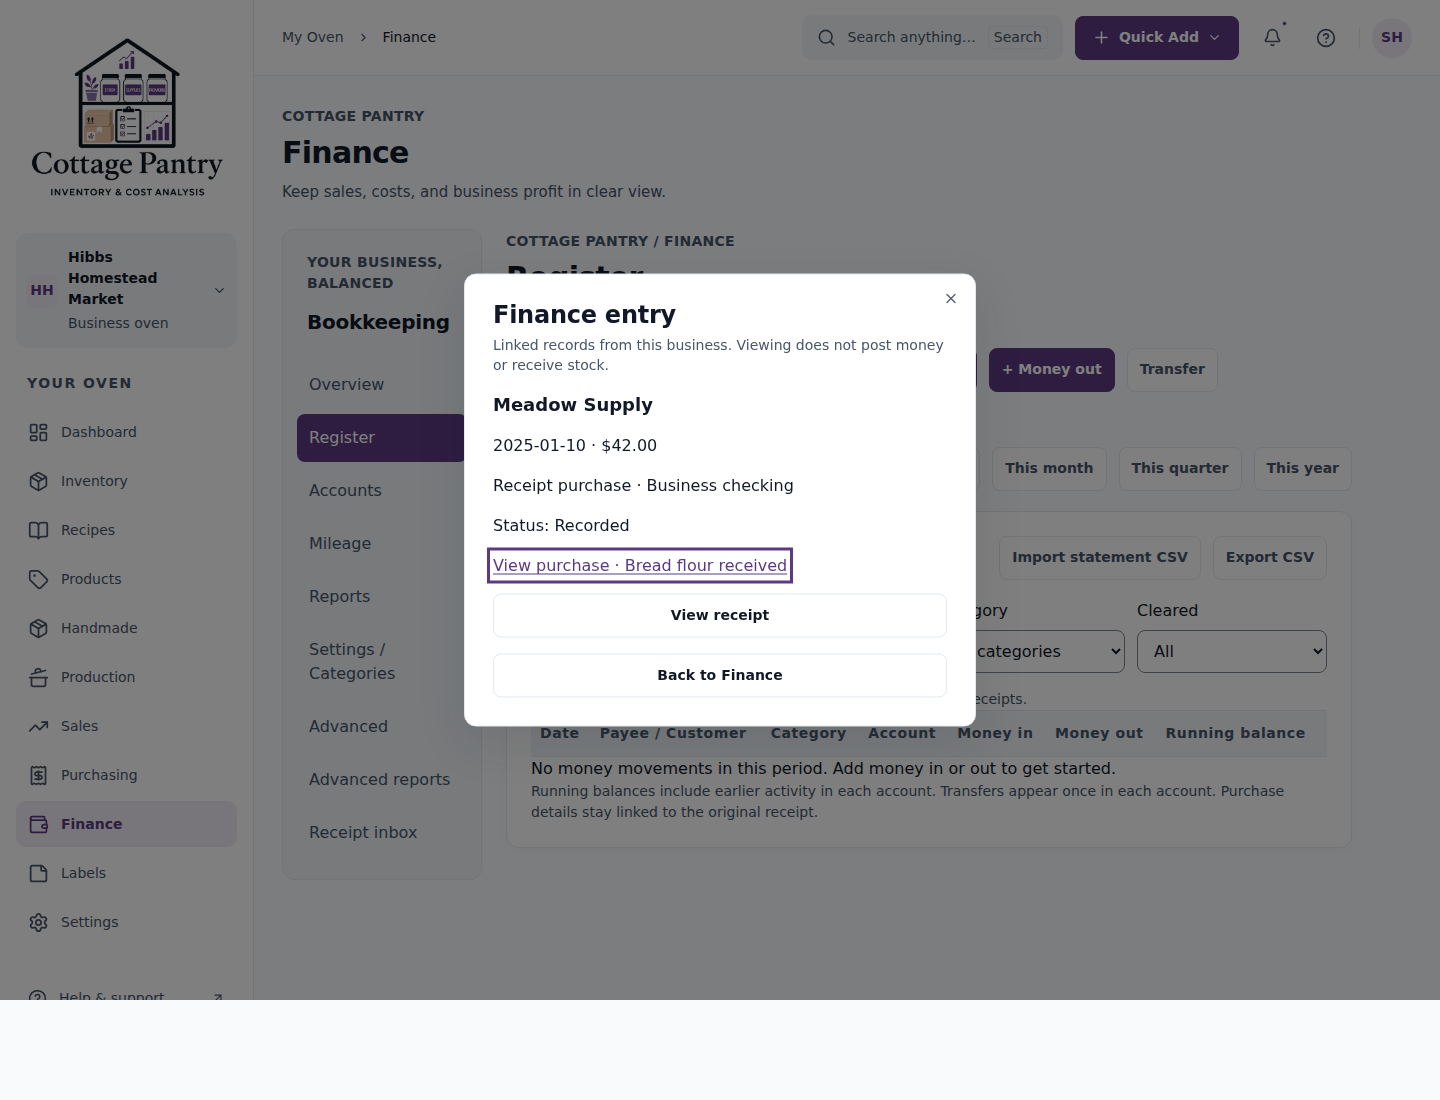 Cottage Pantry
INVENTORY & COST ANALYSIS
HH
Hibbs
Homestead
Market
Business oven
YOUR OVEN
Dashboard
Inventory
Recipes
Products
Handmade
Production
Sales
Purchasing
Finance
Labels
Settings
Help & support
My Oven
Finance
Search anything...
Search
Quick Add
SH
COTTAGE PANTRY
Finance
Keep sales, costs, and business profit in clear view.
YOUR BUSINESS,
BALANCED
Bookkeeping
Overview
Register
Accounts
Mileage
Reports
Settings /
Categories
Advanced
Advanced reports
Receipt inbox
COTTAGE PANTRY / FINANCE
Register
+ Money out
Transfer
This month
This quarter
This year
Import statement CSV
Export CSV
gory
Cleared
categories
All
eceipts.
Date
Payee / Customer
Category
Account
Money in
Money out
Running balance
No money movements in this period. Add money in or out to get started.
Running balances include earlier activity in each account. Transfers appear once in each account. Purchase
details stay linked to the original receipt.
Finance entry
Linked records from this business. Viewing does not post money
or receive stock.
Meadow Supply
2025-01-10 · $42.00
Receipt purchase · Business checking
Status: Recorded
View purchase · Bread flour received
View receipt
Back to Finance